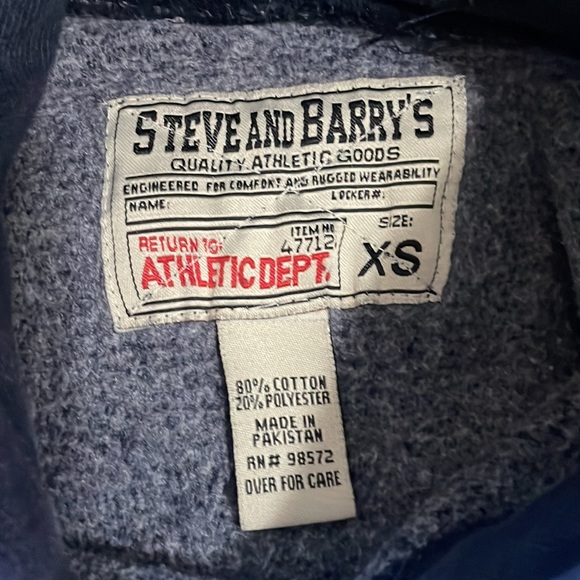 STEVE AND BARRY'S
QUALITY ATHLETIC GOODS
ENGINEERED FOR COMFORT AND RUGGED WEARABILITY
NAME: LOCKER#:
RETURN TO: ITEM NO SIZE:
47712
ATHLETIC DEPT. XS
80% COTTON
20% POLYESTER
MADE IN
PAKISTAN
RN# 98572
OVER FOR CARE